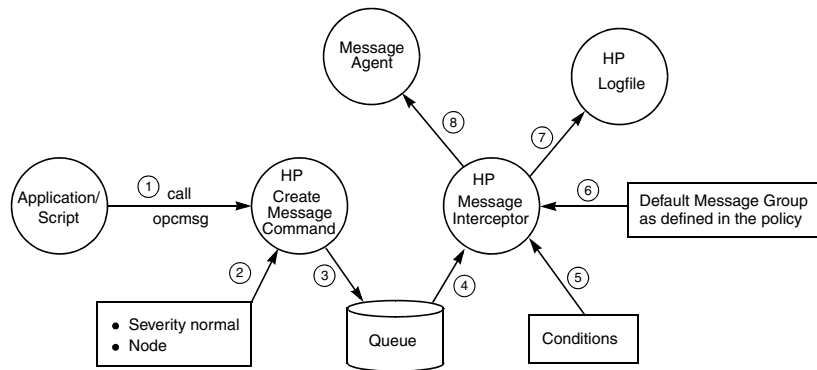 Message
Agent
HP
Logfile
8
7
Application/
Script
1
call
opcmsg
HP
Create
Message
Command
HP
Message
Interceptor
6
Default Message Group
as defined in the policy
2
3
4
5
● Severity normal
● Node
Queue
Conditions